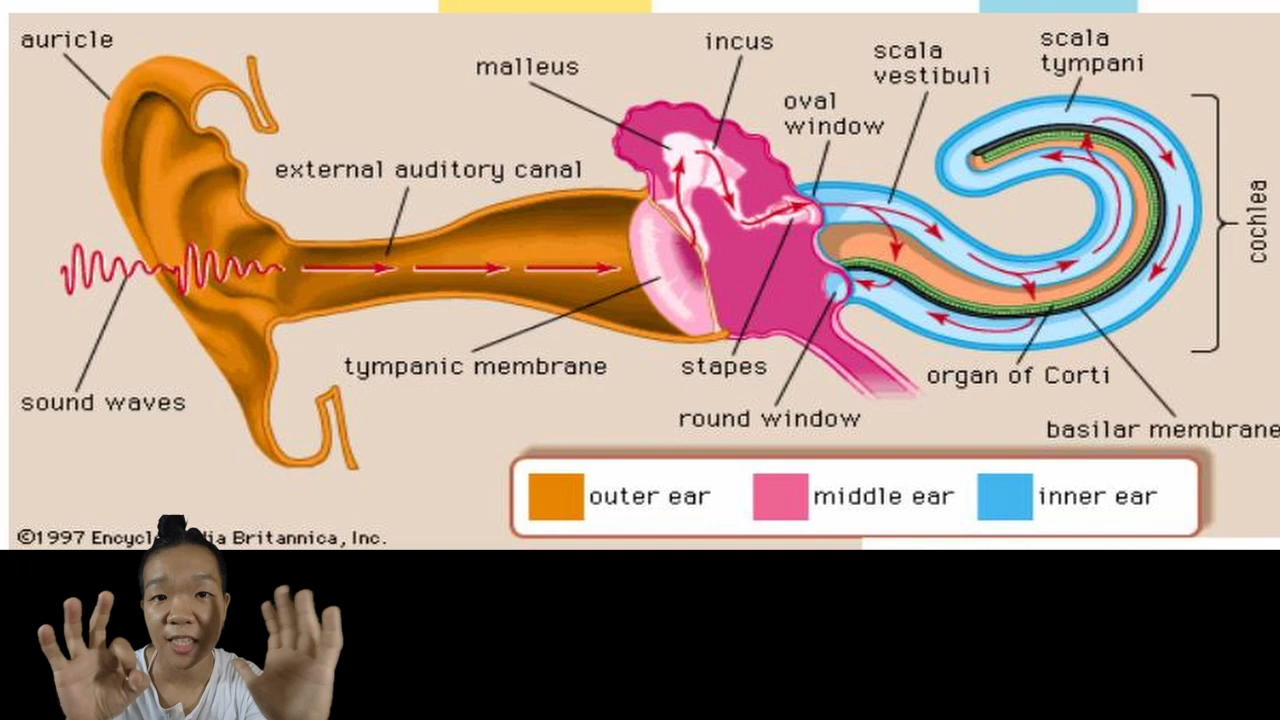 auricle
malleus
incus
scala
vestibuli
scala
tympani
oval
window
external auditory canal
cochlea
tympanic membrane
stapes
organ of Corti
sound waves
round window
basilar membrane
outer ear
middle ear
inner ear
©1997 Encycl dia Britannica, Inc.